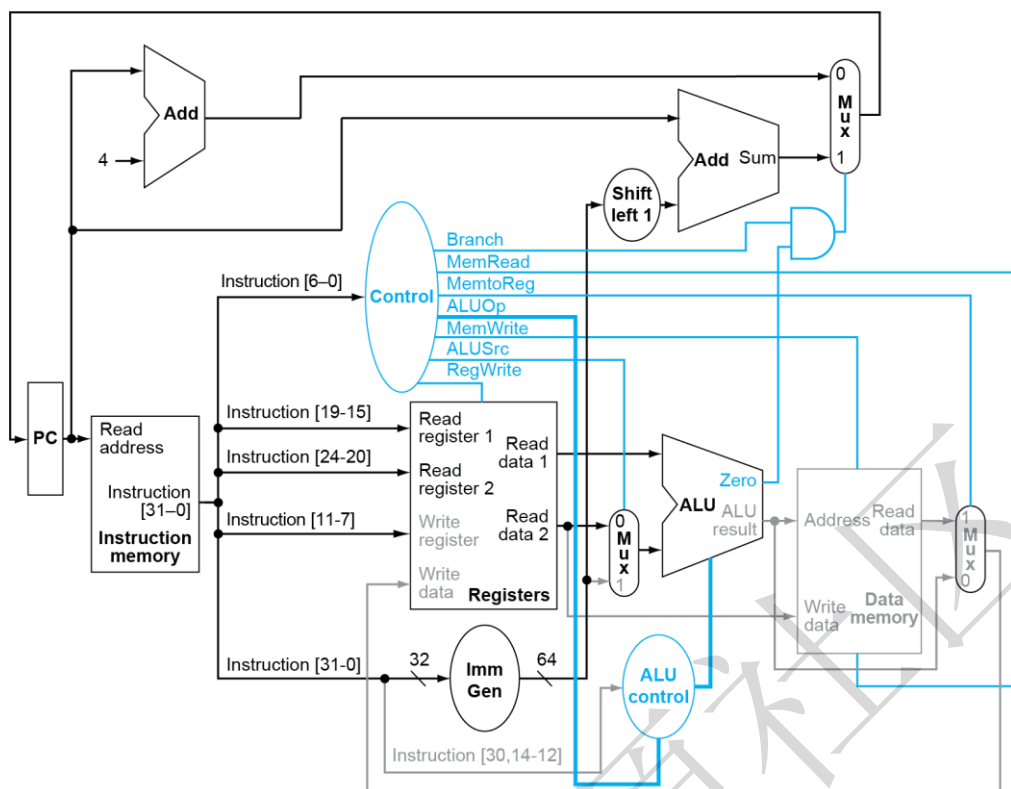 0
Mux
1
Add
4
Add
Sum
Shift
left 1
Branch
MemRead
MemtoReg
ALUOp
MemWrite
ALUSrc
RegWrite
Instruction [6–0]
Control
PC
Read
address
Instruction
[31–0]
Instruction
memory
Instruction [19-15]
Instruction [24-20]
Instruction [11-7]
Instruction [31-0]
Read
register 1
Read
register 2
Write
register
Write
data
Read
data 1
Read
data 2
Registers
0
Mux
1
Zero
ALU
ALU
result
Address
Read
data
Write
data
Data
memory
1
Mux
0
32
Imm
Gen
64
ALU
control
Instruction [30,14-12]
社区